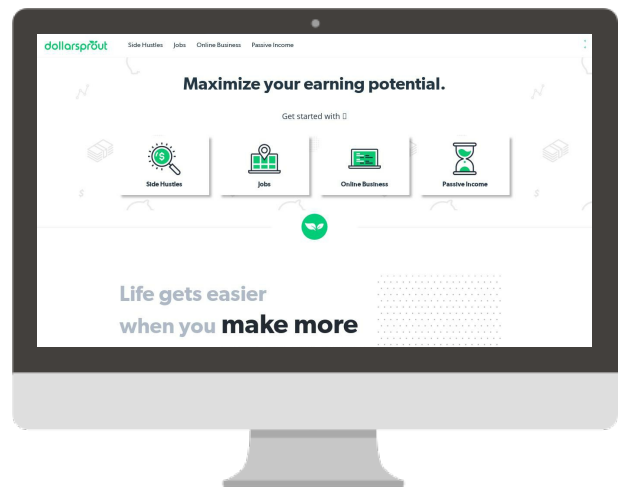 dollarsprout
Side Hustles Jobs Online Business Passive Income
Maximize your earning potential.
Get started with
Side Hustles
Jobs
Online Business
Passive Income
Life gets easier
when you make more